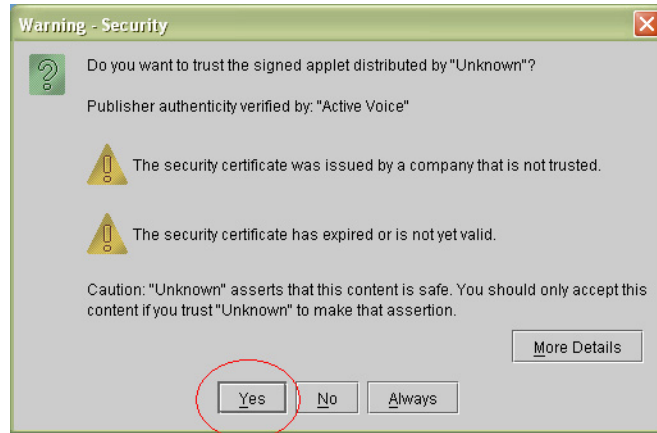 Warning - Security
Do you want to trust the signed applet distributed by "Unknown"?
Publisher authenticity verified by: "Active Voice"
The security certificate was issued by a company that is not trusted.
The security certificate has expired or is not yet valid.
Caution: "Unknown" asserts that this content is safe. You should only accept this
content if you trust "Unknown" to make that assertion.
More Details
Yes No Always